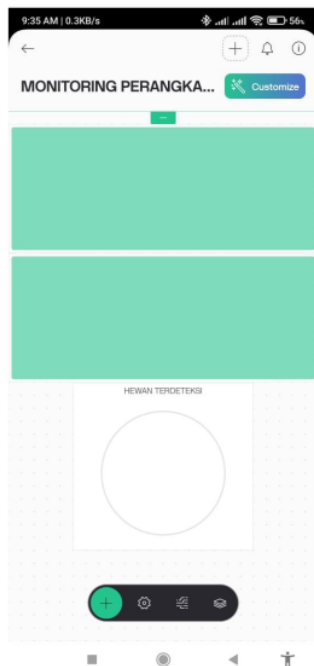 9:35 AM | 0.3KB/s 56%
MONITORING PERANGKA...
Customize
HEWAN TERDETEKSI